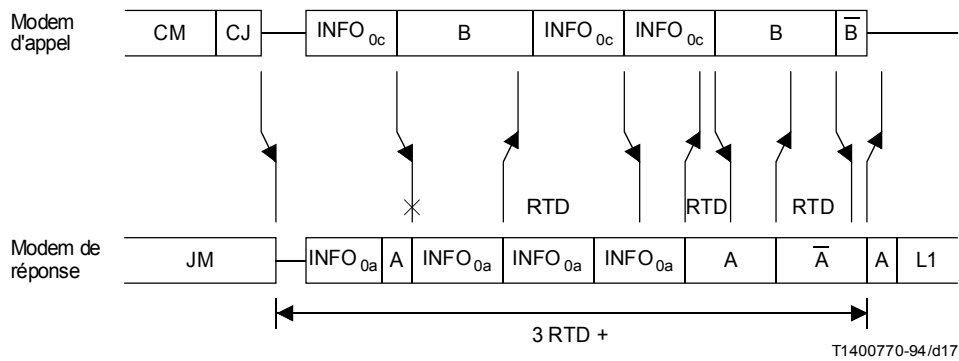 Modem
d'appel
CM CJ INFO0c B INFO0c INFO0c B B̅
× RTD RTD RTD
Modem de
réponse
JM INFO0a A INFO0a INFO0a INFO0a A A̅ A L1
3 RTD +
T1400770-94/d17